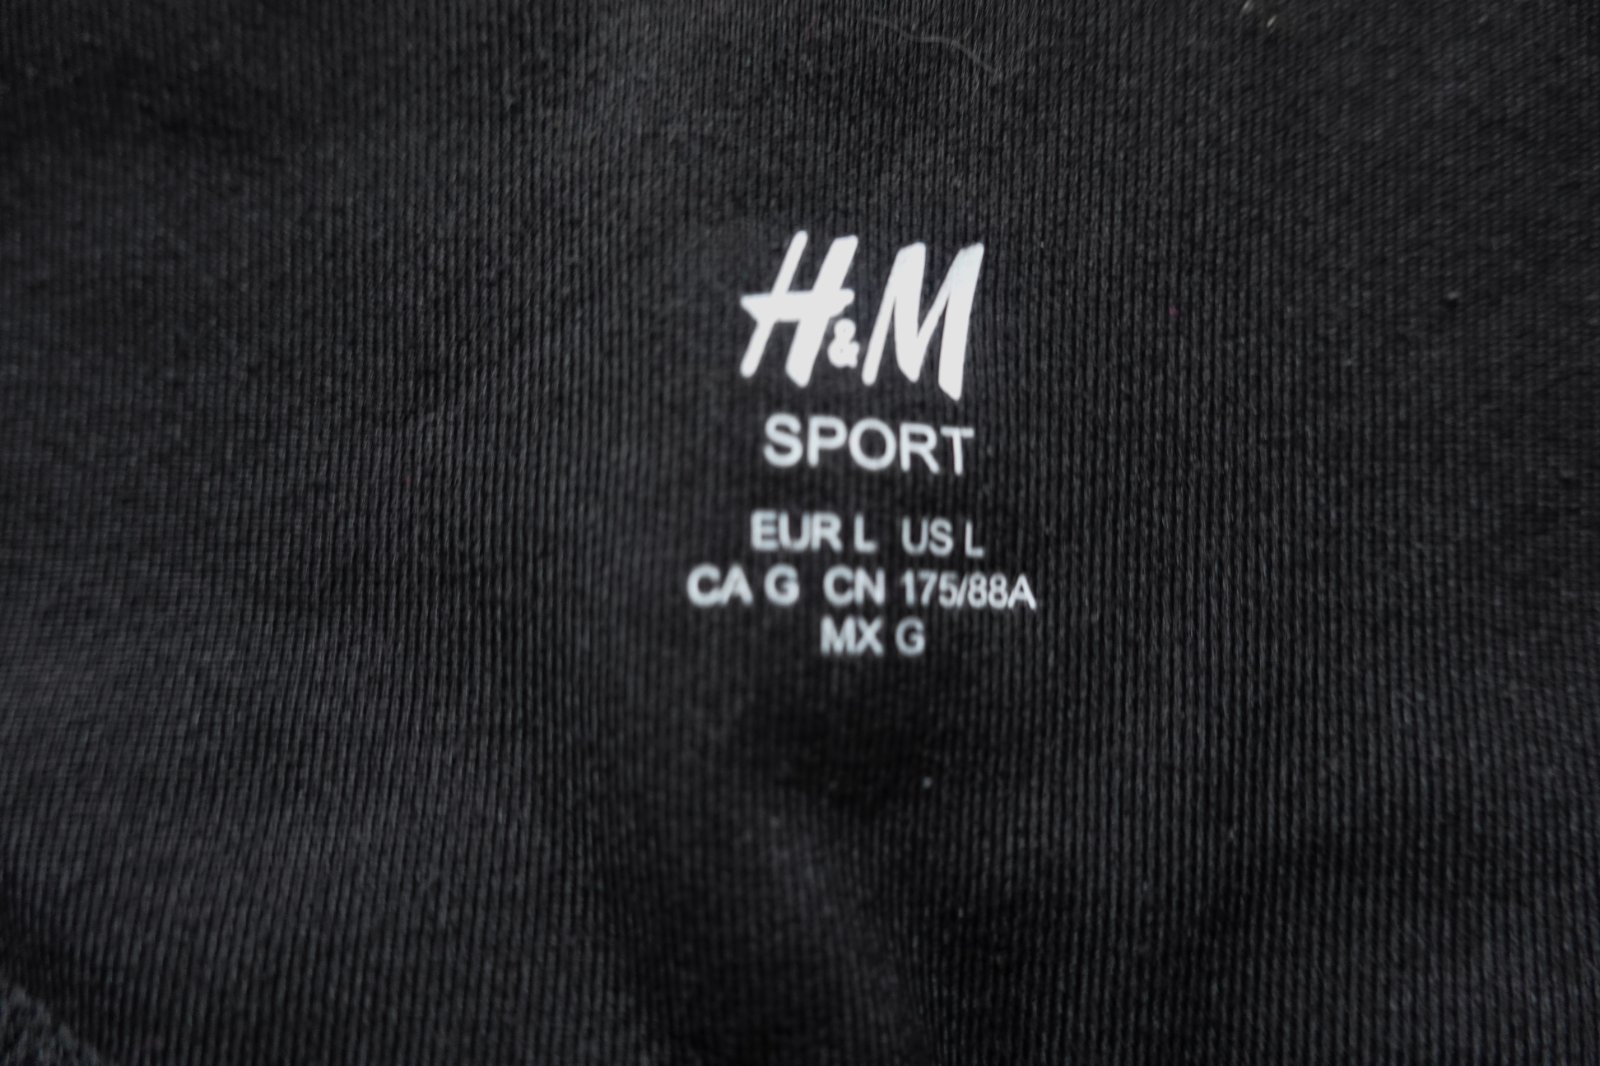 H&M
SPORT
EUR L US L
CA G CN 175/88A
MX G